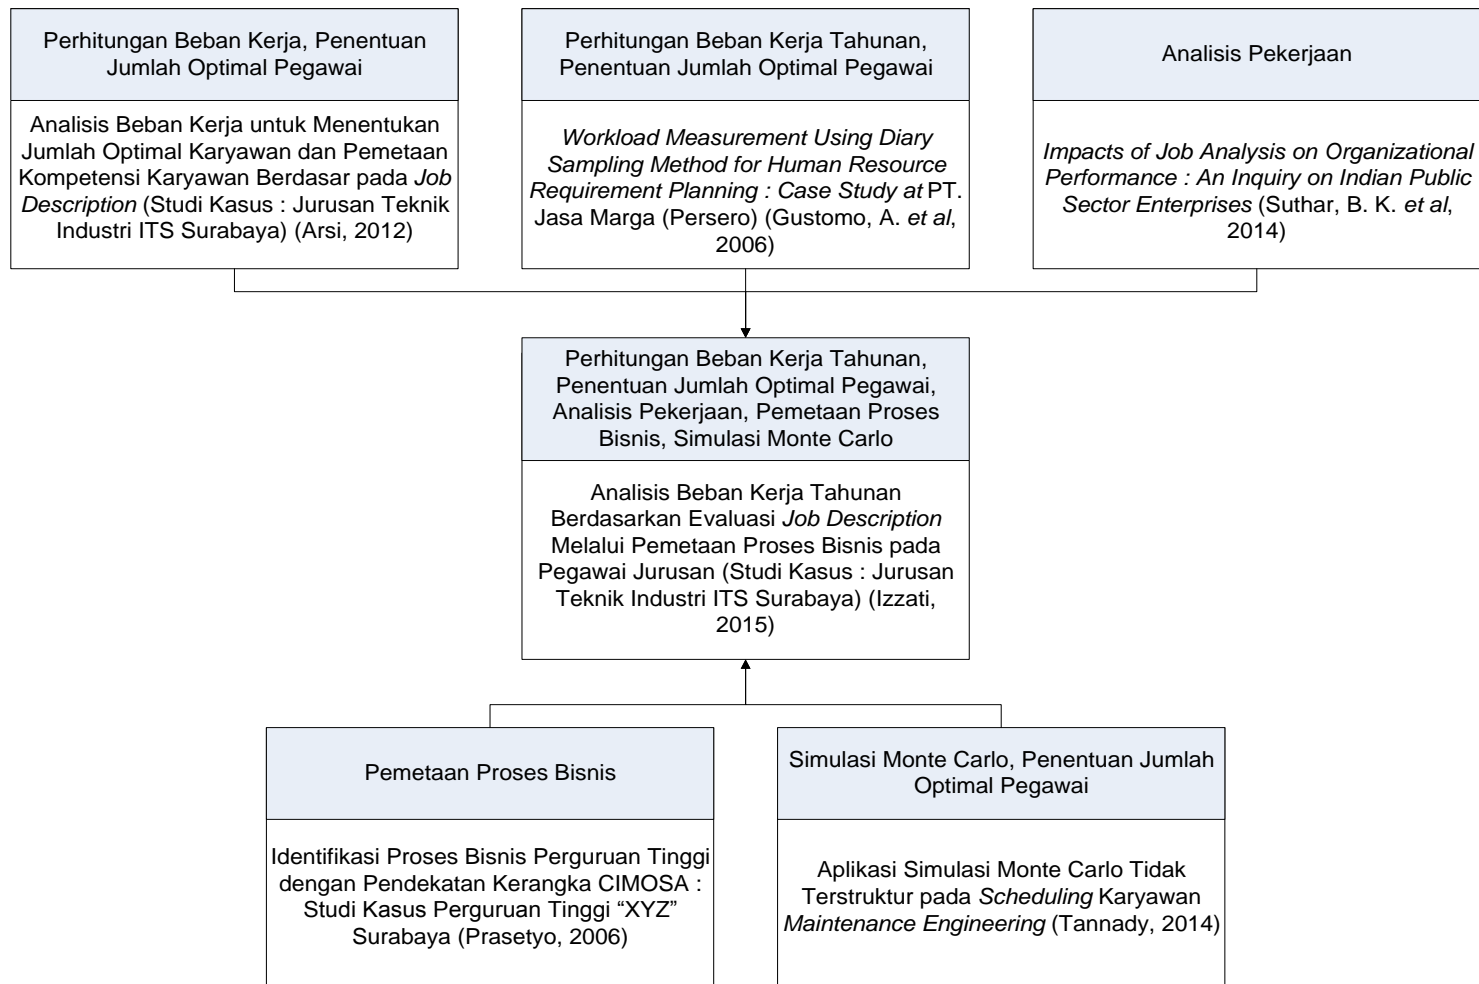 Perhitungan Beban Kerja, Penentuan
Jumlah Optimal Pegawai
Analisis Beban Kerja untuk Menentukan
Jumlah Optimal Karyawan dan Pemetaan
Kompetensi Karyawan Berdasar pada Job
Description (Studi Kasus : Jurusan Teknik
Industri ITS Surabaya) (Arsi, 2012)
Perhitungan Beban Kerja Tahunan,
Penentuan Jumlah Optimal Pegawai
Workload Measurement Using Diary
Sampling Method for Human Resource
Requirement Planning : Case Study at PT.
Jasa Marga (Persero) (Gustomo, A. et al,
2006)
Analisis Pekerjaan
Impacts of Job Analysis on Organizational
Performance : An Inquiry on Indian Public
Sector Enterprises (Suthar, B. K. et al,
2014)
Perhitungan Beban Kerja Tahunan,
Penentuan Jumlah Optimal Pegawai,
Analisis Pekerjaan, Pemetaan Proses
Bisnis, Simulasi Monte Carlo
Analisis Beban Kerja Tahunan
Berdasarkan Evaluasi Job Description
Melalui Pemetaan Proses Bisnis pada
Pegawai Jurusan (Studi Kasus : Jurusan
Teknik Industri ITS Surabaya) (Izzati,
2015)
Pemetaan Proses Bisnis
Identifikasi Proses Bisnis Perguruan Tinggi
dengan Pendekatan Kerangka CIMOSA :
Studi Kasus Perguruan Tinggi “XYZ”
Surabaya (Prasetyo, 2006)
Simulasi Monte Carlo, Penentuan Jumlah
Optimal Pegawai
Aplikasi Simulasi Monte Carlo Tidak
Terstruktur pada Scheduling Karyawan
Maintenance Engineering (Tannady, 2014)